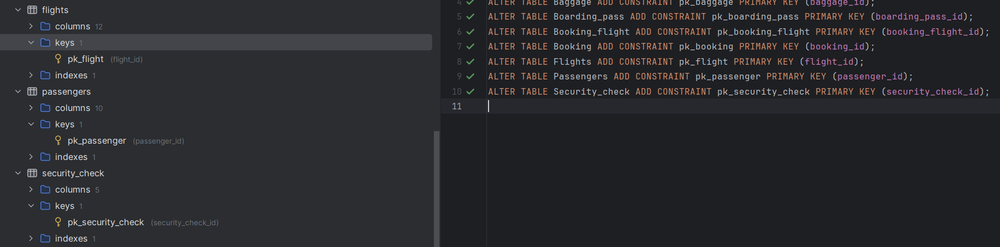 flights
columns 12
keys 1
pk_flight (flight_id)
indexes 1
passengers
columns 10
keys 1
pk_passenger (passenger_id)
indexes 1
security_check
columns 5
keys 1
pk_security_check (security_check_id)
indexes 1
4 ALTER TABLE Baggage ADD CONSTRAINT pk_baggage PRIMARY KEY (baggage_id);
5 ALTER TABLE Boarding_pass ADD CONSTRAINT pk_boarding_pass PRIMARY KEY (boarding_pass_id);
6 ALTER TABLE Booking_flight ADD CONSTRAINT pk_booking_flight PRIMARY KEY (booking_flight_id);
7 ALTER TABLE Booking ADD CONSTRAINT pk_booking PRIMARY KEY (booking_id);
8 ALTER TABLE Flights ADD CONSTRAINT pk_flight PRIMARY KEY (flight_id);
9 ALTER TABLE Passengers ADD CONSTRAINT pk_passenger PRIMARY KEY (passenger_id);
10 ALTER TABLE Security_check ADD CONSTRAINT pk_security_check PRIMARY KEY (security_check_id);
11